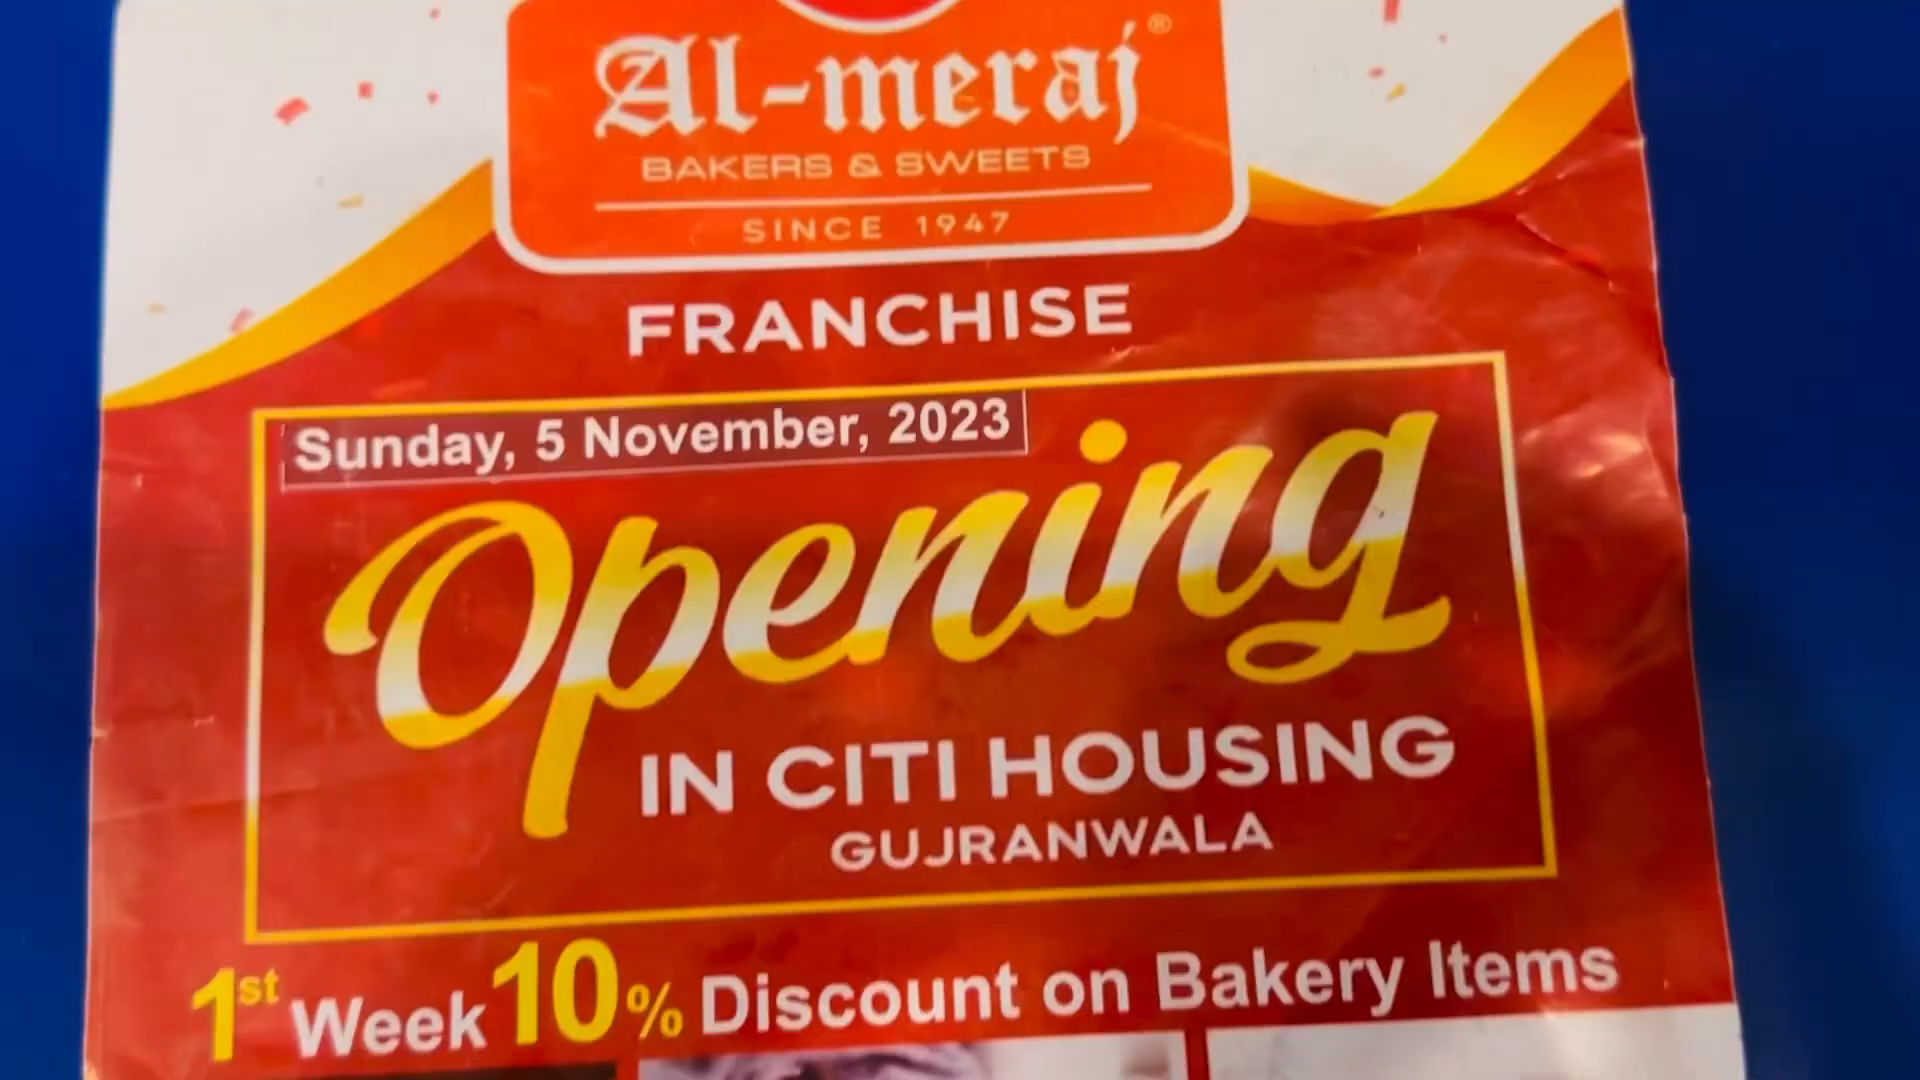 Al-meraj®
BAKERS & SWEETS
SINCE 1947
FRANCHISE
Sunday, 5 November, 2023
Opening
IN CITI HOUSING
GUJRANWALA
1st Week 10% Discount on Bakery Items